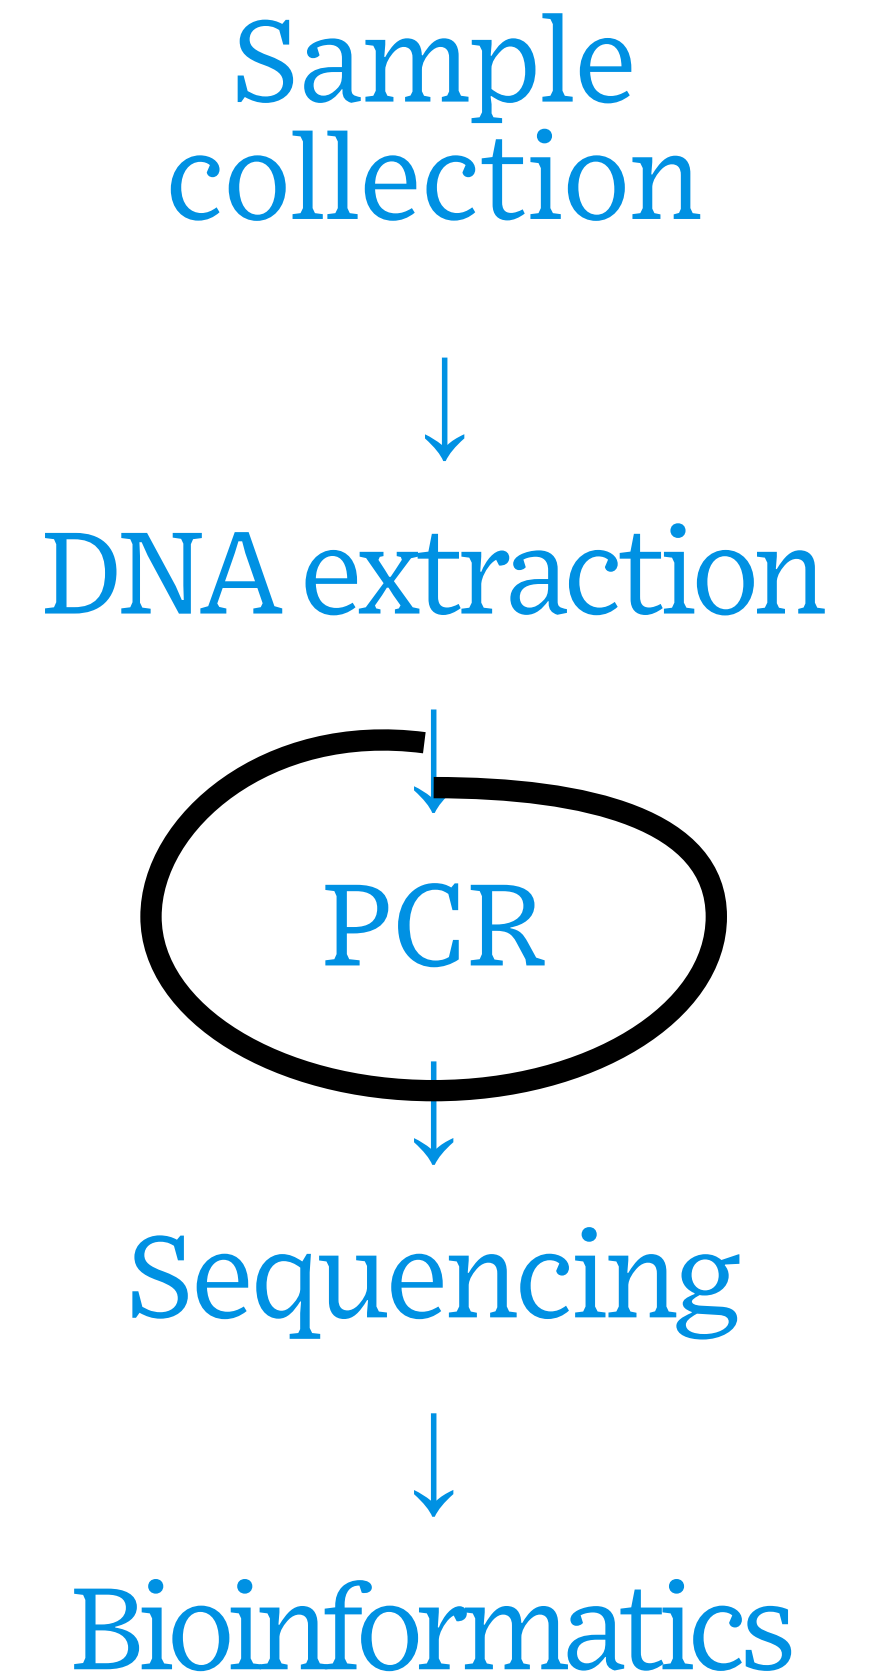 Sample
collection
↓
DNA extraction
↓
PCR
↓
Sequencing
↓
Bioinformatics